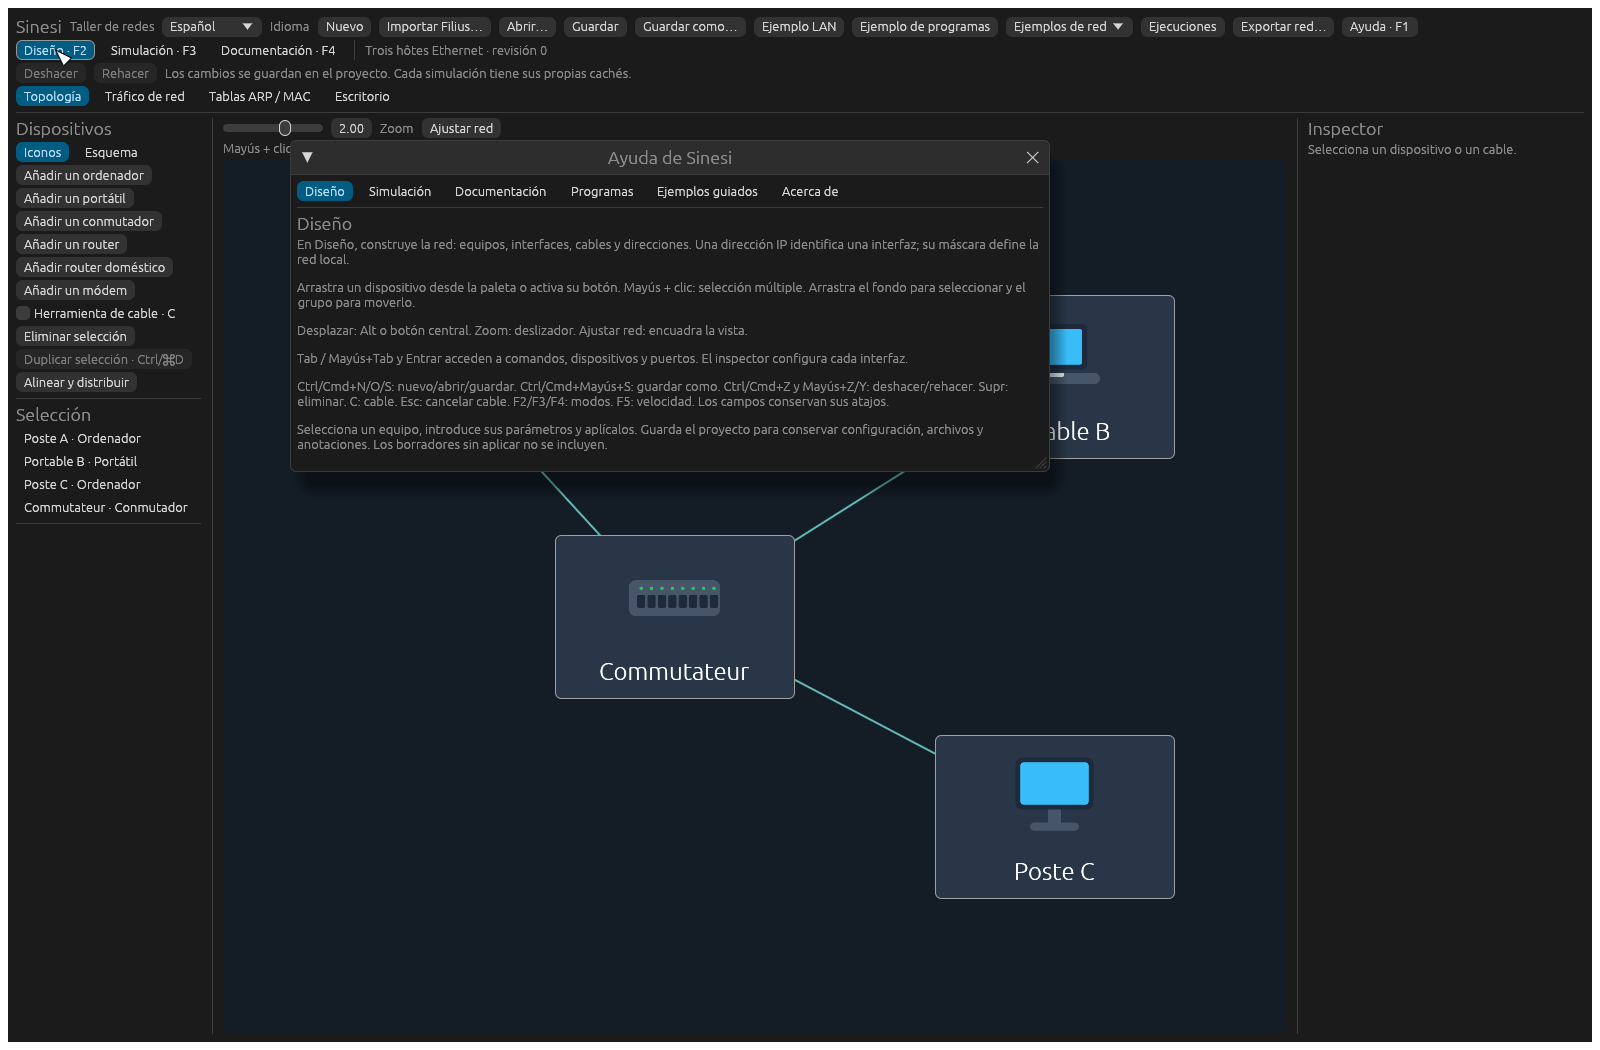 Sinesi Taller de redes Español Idioma Nuevo Importar Filius... Abrir... Guardar Guardar como... Ejemplo LAN Ejemplo de programas Ejemplos de red Ejecuciones Exportar red... Ayuda · F1
Diseño · F2 Simulación · F3 Documentación · F4 Trois hôtes Ethernet · revisión 0
Deshacer Rehacer Los cambios se guardan en el proyecto. Cada simulación tiene sus propias cachés.
Topología Tráfico de red Tablas ARP / MAC Escritorio
Dispositivos
Iconos Esquema
Añadir un ordenador
Añadir un portátil
Añadir un conmutador
Añadir un router
Añadir router doméstico
Añadir un módem
Herramienta de cable · C
Eliminar selección
Duplicar selección · Ctrl/⌘D
Alinear y distribuir
Selección
Poste A · Ordenador
Portable B · Portátil
Poste C · Ordenador
Commutateur · Conmutador
2.00 Zoom Ajustar red
Mayús + clic
Ayuda de Sinesi
Diseño Simulación Documentación Programas Ejemplos guiados Acerca de
Diseño
En Diseño, construye la red: equipos, interfaces, cables y direcciones. Una dirección IP identifica una interfaz; su máscara define la
red local.
Arrastra un dispositivo desde la paleta o activa su botón. Mayús + clic: selección múltiple. Arrastra el fondo para seleccionar y el
grupo para moverlo.
Desplazar: Alt o botón central. Zoom: deslizador. Ajustar red: encuadra la vista.
Tab / Mayús+Tab y Entrar acceden a comandos, dispositivos y puertos. El inspector configura cada interfaz.
Ctrl/Cmd+N/O/S: nuevo/abrir/guardar. Ctrl/Cmd+Mayús+S: guardar como. Ctrl/Cmd+Z y Mayús+Z/Y: deshacer/rehacer. Supr:
eliminar. C: cable. Esc: cancelar cable. F2/F3/F4: modos. F5: velocidad. Los campos conservan sus atajos.
Selecciona un equipo, introduce sus parámetros y aplícalos. Guarda el proyecto para conservar configuración, archivos y
anotaciones. Los borradores sin aplicar no se incluyen.
able B
Commutateur
Poste C
Inspector
Selecciona un dispositivo o un cable.